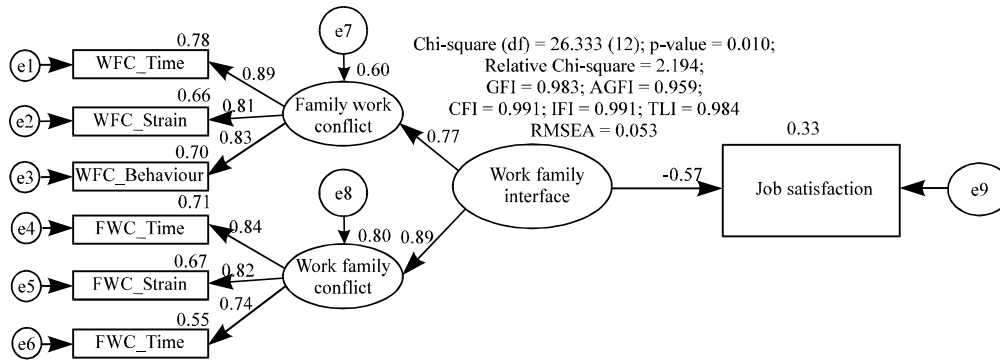 e7
Chi-square (df) = 26.333 (12); p-value = 0.010;
Relative Chi-square = 2.194;
GFI = 0.983; AGFI = 0.959;
CFI = 0.991; IFI = 0.991; TLI = 0.984
RMSEA = 0.053
0.78
e1
WFC_Time
0.89
0.60
0.66
e2
WFC_Strain
0.81
Family work
conflict
0.77
0.33
0.70
e3
WFC_Behaviour
0.83
Work family
interface
-0.57
Job satisfaction
e9
e8
0.71
e4
FWC_Time
0.84
0.80
0.89
0.67
e5
FWC_Strain
0.82
Work family
conflict
0.74
0.55
e6
FWC_Time